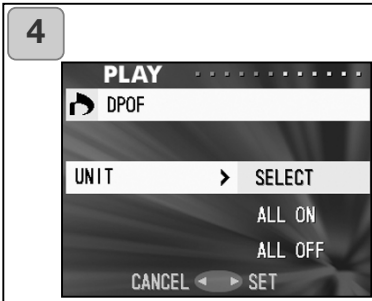 4
PLAY
DPOF
UNIT > SELECT
ALL ON
ALL OFF
CANCEL ◄ ► SET